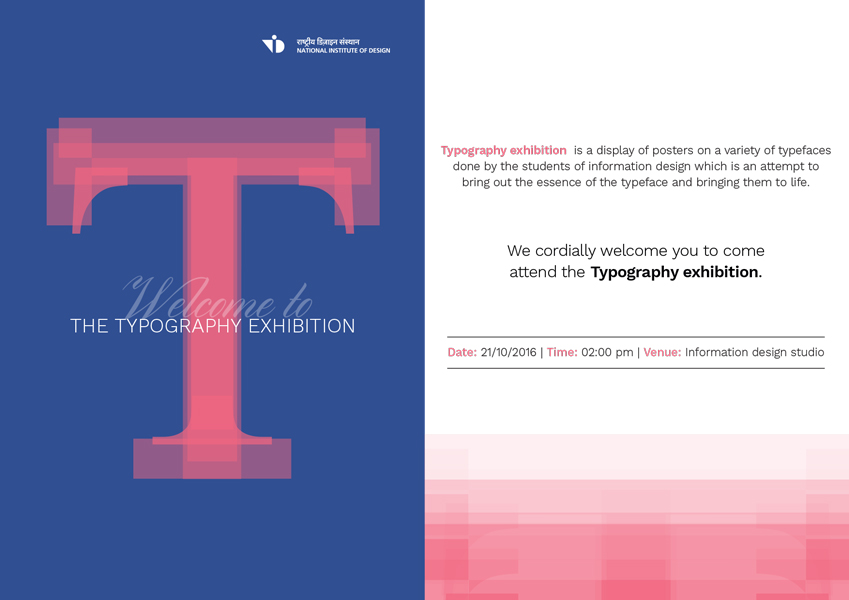 राष्ट्रीय डिज़ाइन संस्थान
NATIONAL INSTITUTE OF DESIGN
T
Welcome to
THE TYPOGRAPHY EXHIBITION
Typography exhibition is a display of posters on a variety of typefaces
done by the students of information design which is an attempt to
bring out the essence of the typeface and bringing them to life.
We cordially welcome you to come
attend the Typography exhibition.
Date: 21/10/2016 | Time: 02:00 pm | Venue: Information design studio